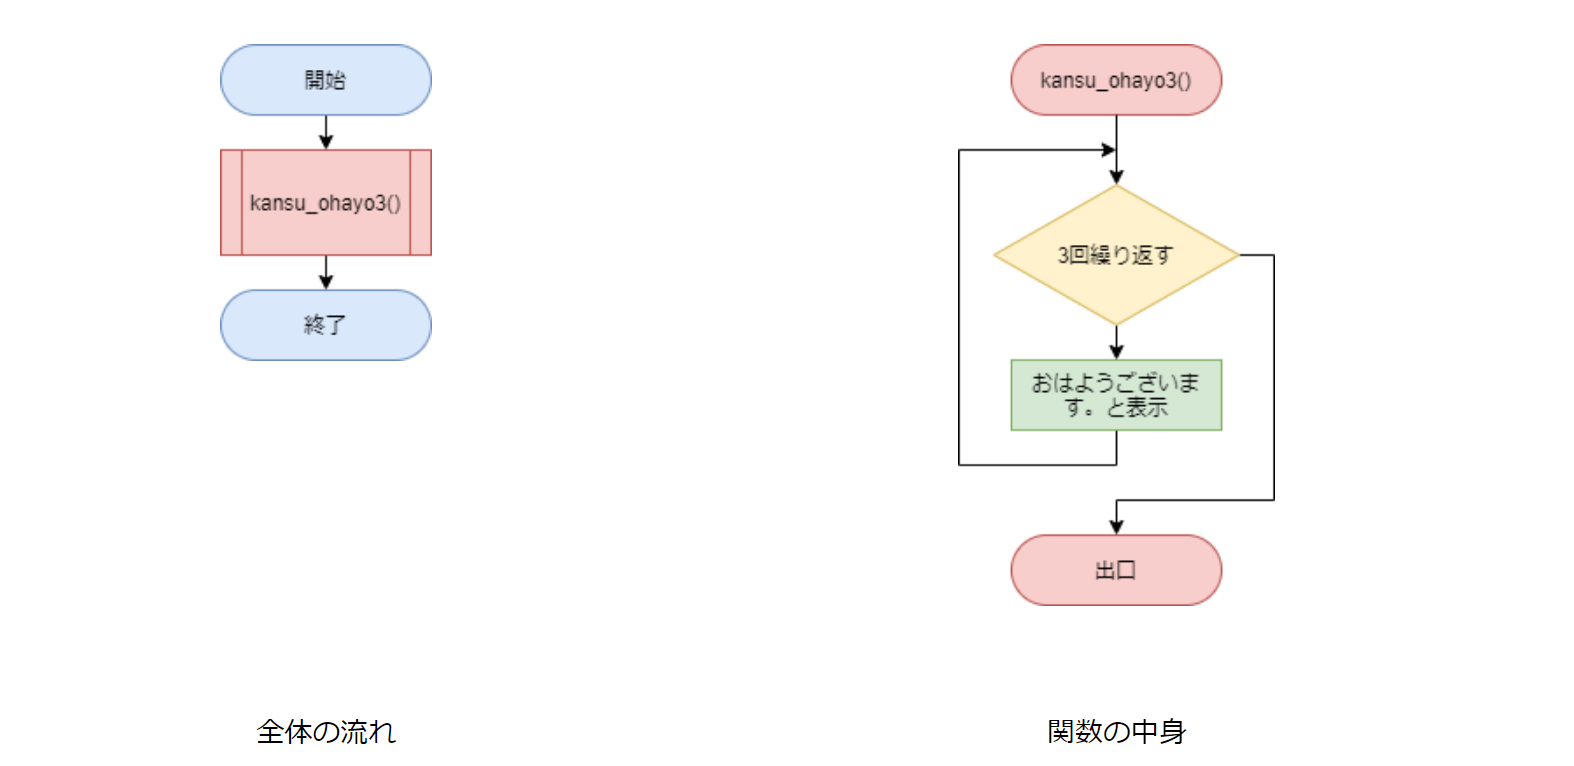 開始
kansu_ohayo3()
終了
全体の流れ
kansu_ohayo3()
3回繰り返す
おはようございま
す。と表示
出口
関数の中身